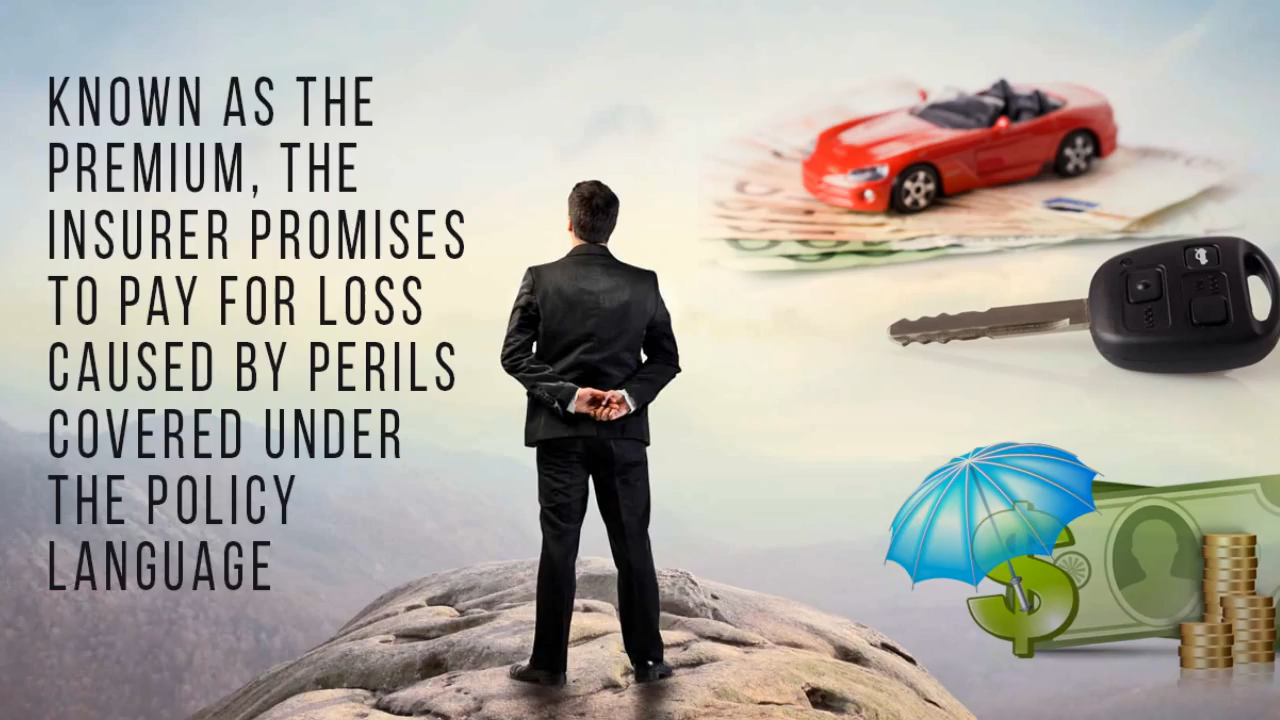 KNOWN AS THE
PREMIUM, THE
INSURER PROMISES
TO PAY FOR LOSS
CAUSED BY PERILS
COVERED UNDER
THE POLICY
LANGUAGE
$